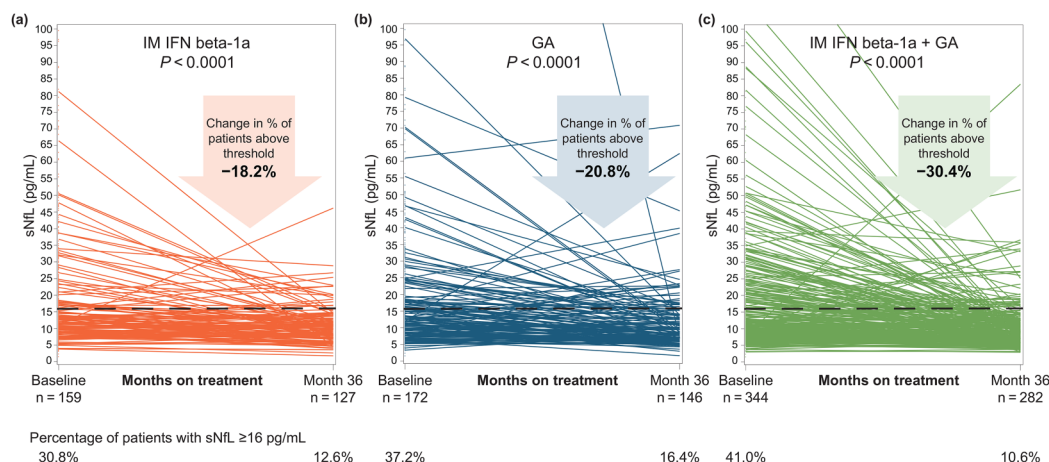 (a)
IM IFN beta-1a
P < 0.0001
sNfL (pg/mL)
100
95
90
85
80
75
70
65
60
55
50
45
40
35
30
25
20
15
10
5
0
Change in % of
patients above
threshold
−18.2%
Baseline
Months on treatment
Month 36
n = 159
n = 127
(b)
GA
P < 0.0001
sNfL (pg/mL)
100
95
90
85
80
75
70
65
60
55
50
45
40
35
30
25
20
15
10
5
0
Change in % of
patients above
threshold
−20.8%
Baseline
Months on treatment
Month 36
n = 172
n = 146
(c)
IM IFN beta-1a + GA
P < 0.0001
sNfL (pg/mL)
100
95
90
85
80
75
70
65
60
55
50
45
40
35
30
25
20
15
10
5
0
Change in % of
patients above
threshold
−30.4%
Baseline
Months on treatment
Month 36
n = 344
n = 282
Percentage of patients with sNfL ≥16 pg/mL
30.8% 12.6% 37.2% 16.4% 41.0% 10.6%